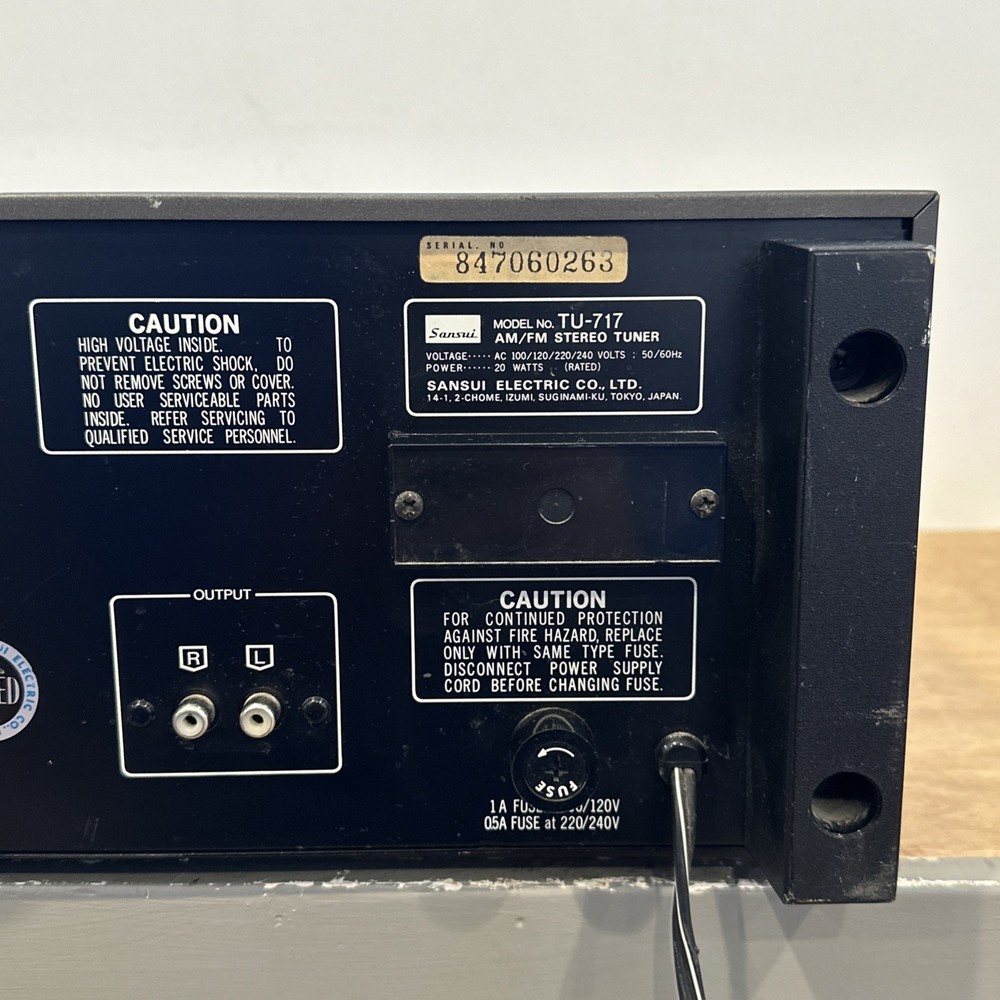 SERIAL. NO
847060263
CAUTION
HIGH VOLTAGE INSIDE. TO
PREVENT ELECTRIC SHOCK, DO
NOT REMOVE SCREWS OR COVER.
NO USER SERVICEABLE PARTS
INSIDE. REFER SERVICING TO
QUALIFIED SERVICE PERSONNEL.
Sansui
MODEL No. TU-717
AM/FM STEREO TUNER
VOLTAGE····· AC 100/120/220/240 VOLTS : 50/60Hz
POWER······ 20 WATTS (RATED)
SANSUI ELECTRIC CO., LTD.
14-1, 2-CHOME, IZUMI, SUGINAMI-KU, TOKYO, JAPAN.
OUTPUT
R L
CAUTION
FOR CONTINUED PROTECTION
AGAINST FIRE HAZARD, REPLACE
ONLY WITH SAME TYPE FUSE.
DISCONNECT POWER SUPPLY
CORD BEFORE CHANGING FUSE.
ELECTRIC CO.,
FUSE
1A /120V
0.5A FUSE at 220/240V